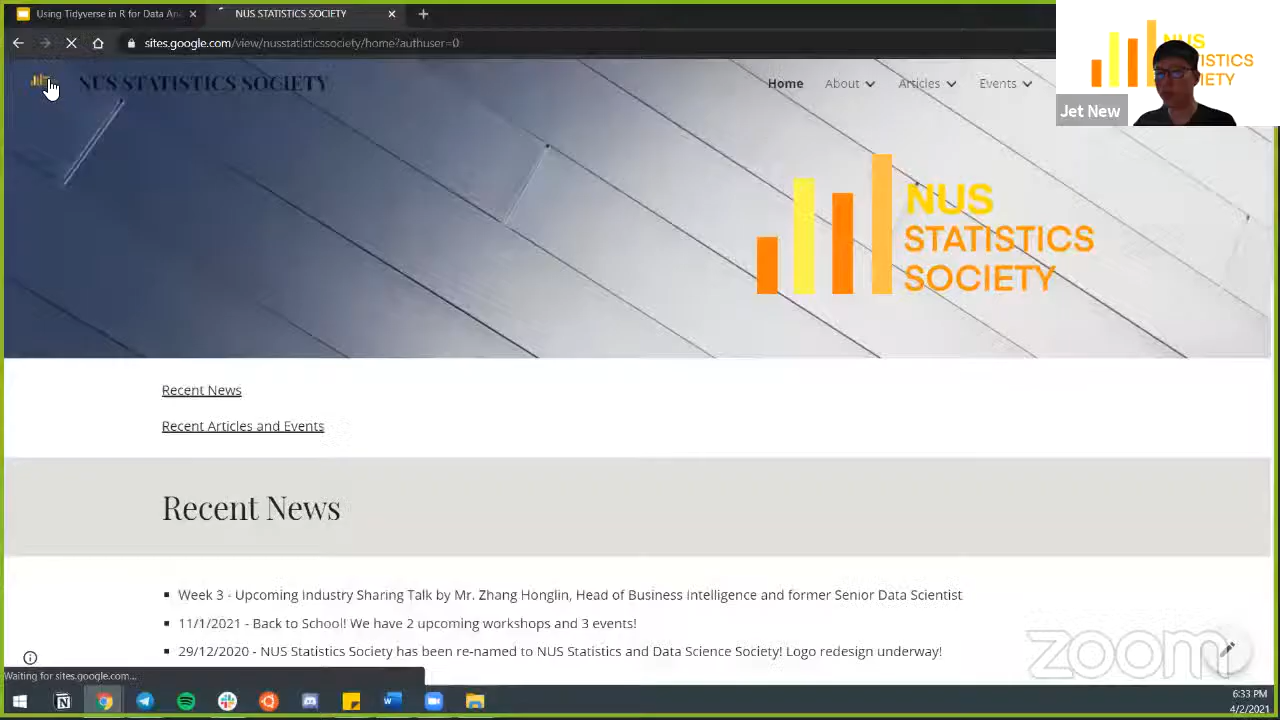 Using Tidyverse in R for Data An
NUS STATISTICS SOCIETY
sites.google.com/view/nusstatisticssociety/home?authuser=0
NUS STATISTICS SOCIETY
Home
About
Articles
Events
NUS
ISTICS
IETY
Jet New
NUS
STATISTICS
SOCIETY
Recent News
Recent Articles and Events
Recent News
Week 3 - Upcoming Industry Sharing Talk by Mr. Zhang Honglin, Head of Business Intelligence and former Senior Data Scientist
11/1/2021 - Back to School! We have 2 upcoming workshops and 3 events!
29/12/2020 - NUS Statistics Society has been re-named to NUS Statistics and Data Science Society! Logo redesign underway!
zoom
Waiting for sites.google.com...
6:33 PM
4/2/2021